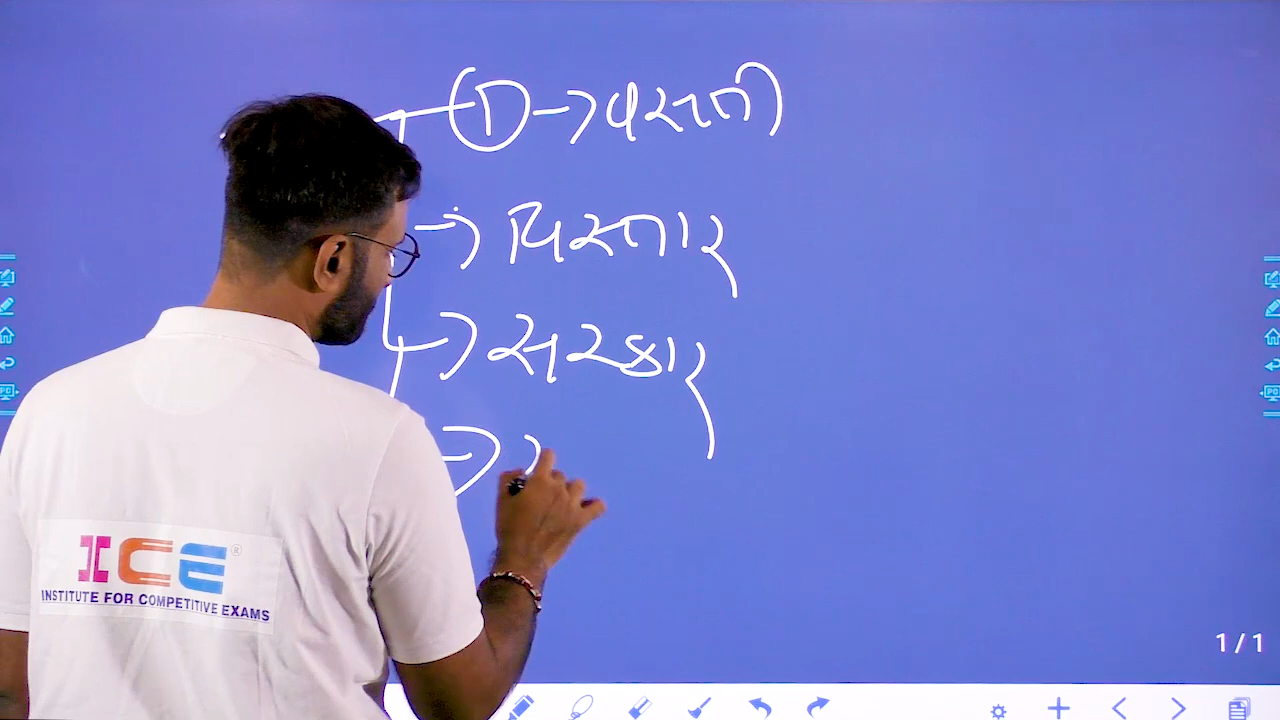 ① → વસ્તી
→ વિસ્તાર
→ સરકાર
→
ICE®
INSTITUTE FOR COMPETITIVE EXAMS
1/1